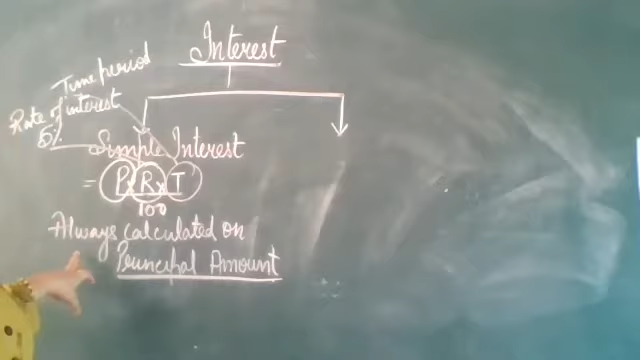 Interest
Time period
Rate of interest
5%
Simple Interest
= P x R x T
100
Always calculated on
Principal Amount